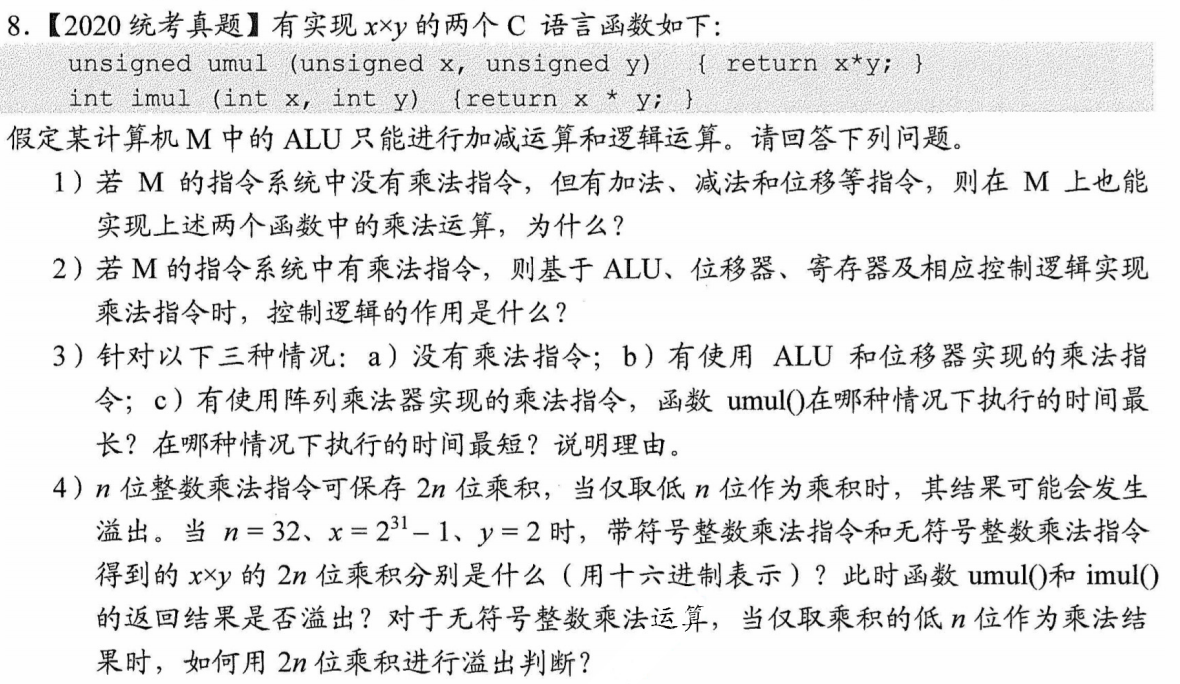 8.【2020 统考真题】有实现 x×y 的两个 C 语言函数如下：
unsigned umul (unsigned x, unsigned y) { return x*y; }
int imul (int x, int y) {return x * y; }
假定某计算机 M 中的 ALU 只能进行加减运算和逻辑运算。请回答下列问题。
1）若 M 的指令系统中没有乘法指令，但有加法、减法和位移等指令，则在 M 上也能
实现上述两个函数中的乘法运算，为什么？
2）若 M 的指令系统中有乘法指令，则基于 ALU、位移器、寄存器及相应控制逻辑实现
乘法指令时，控制逻辑的作用是什么？
3）针对以下三种情况：a）没有乘法指令；b）有使用 ALU 和位移器实现的乘法指
令；c）有使用阵列乘法器实现的乘法指令，函数 umul()在哪种情况下执行的时间最
长？在哪种情况下执行的时间最短？说明理由。
4）n 位整数乘法指令可保存 2n 位乘积，当仅取低 n 位作为乘积时，其结果可能会发生
溢出。当 n = 32、x = 2³¹ – 1、y = 2 时，带符号整数乘法指令和无符号整数乘法指令
得到的 x×y 的 2n 位乘积分别是什么（用十六进制表示）？此时函数 umul()和 imul()
的返回结果是否溢出？对于无符号整数乘法运算，当仅取乘积的低 n 位作为乘法结
果时，如何用 2n 位乘积进行溢出判断？